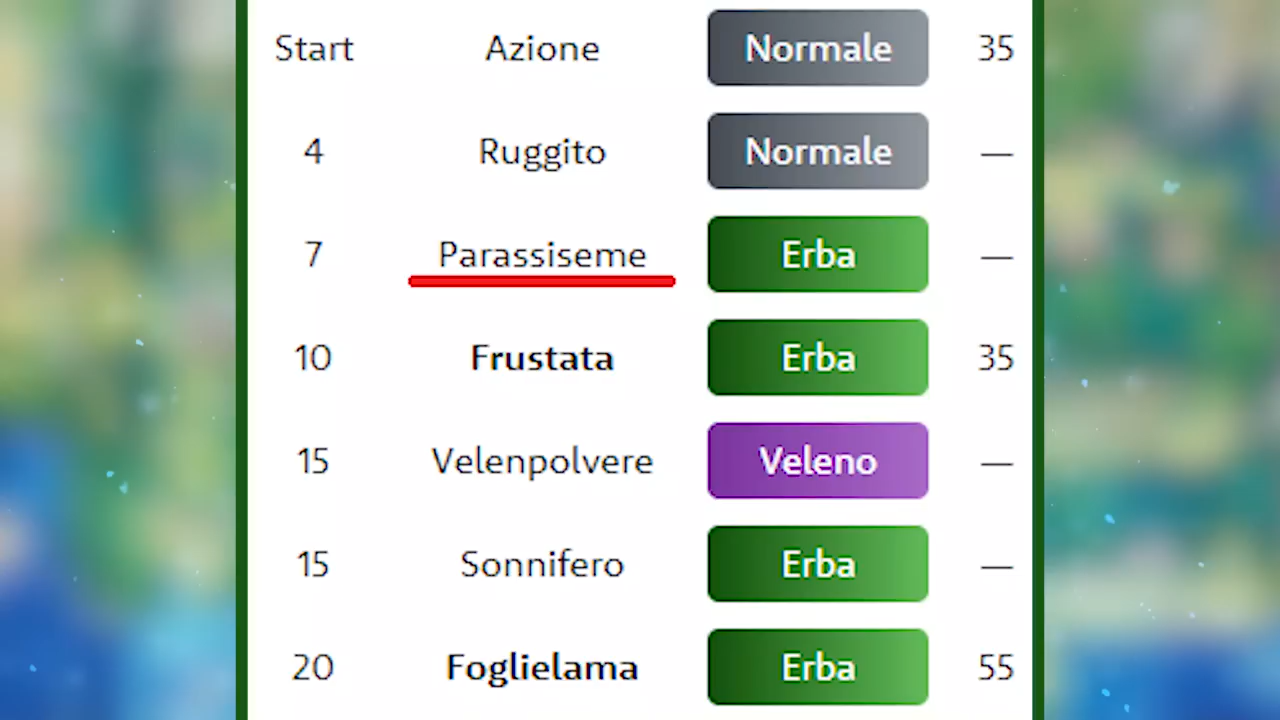 Start Azione Normale 35
4 Ruggito Normale —
7 Parassiseme Erba —
10 Frustata Erba 35
15 Velenpolvere Veleno —
15 Sonnifero Erba —
20 Foglielama Erba 55